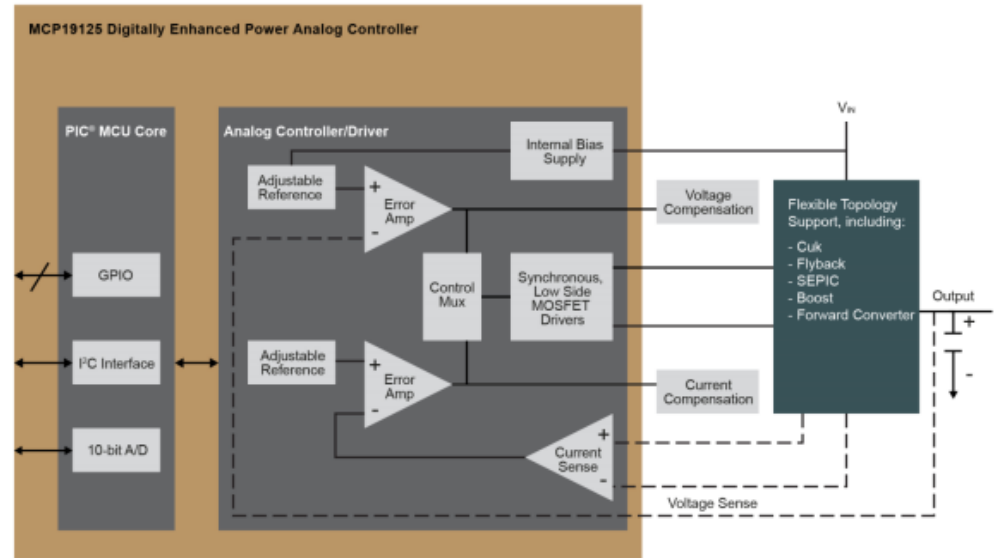 MCP19125 Digitally Enhanced Power Analog Controller
PIC® MCU Core
GPIO
I²C Interface
10-bit A/D
Analog Controller/Driver
Internal Bias
Supply
Adjustable
Reference
+
Error
Amp
-
Control
Mux
Synchronous,
Low Side
MOSFET
Drivers
Adjustable
Reference
+
Error
Amp
-
+
Current
Sense
-
Voltage
Compensation
Current
Compensation
VIN
Flexible Topology
Support, including:
- Cuk
- Flyback
- SEPIC
- Boost
- Forward Converter
Output
+
-
Voltage Sense